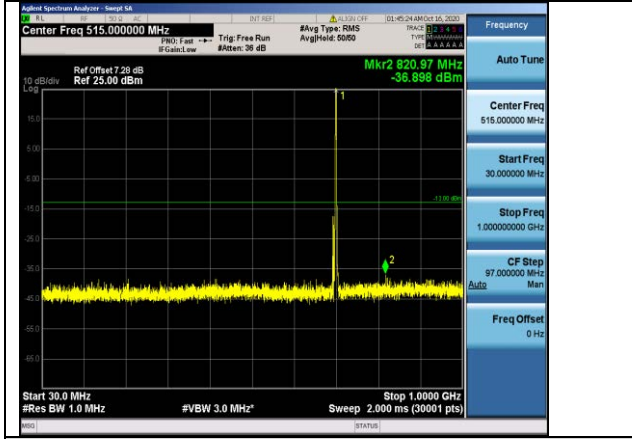 Agilent Spectrum Analyzer - Swept SA
RL RF 50 Ω AC INT REF ALIGN OFF 01:45:24 AM Oct 16, 2020
Center Freq 515.000000 MHz
PNO: Fast
IFGain:Low
Trig: Free Run
#Atten: 36 dB
#Avg Type: RMS
Avg|Hold: 50/50
TRACE 1 2 3 4 5 6
TYPE
DET A A A A A A
Frequency
Ref Offset 7.28 dB
10 dB/div Ref 25.00 dBm
Log
Mkr2 820.97 MHz
-36.898 dBm
15.0
5.00
-5.00
-15.0
-25.0
-35.0
-45.0
-55.0
-65.0
1
-13.00 dBm
2
Start 30.0 MHz
Stop 1.0000 GHz
#Res BW 1.0 MHz
#VBW 3.0 MHz*
Sweep 2.000 ms (30001 pts)
MSG
STATUS
Auto Tune
Center Freq
515.000000 MHz
Start Freq
30.000000 MHz
Stop Freq
1.000000000 GHz
CF Step
97.000000 MHz
Auto Man
Freq Offset
0 Hz